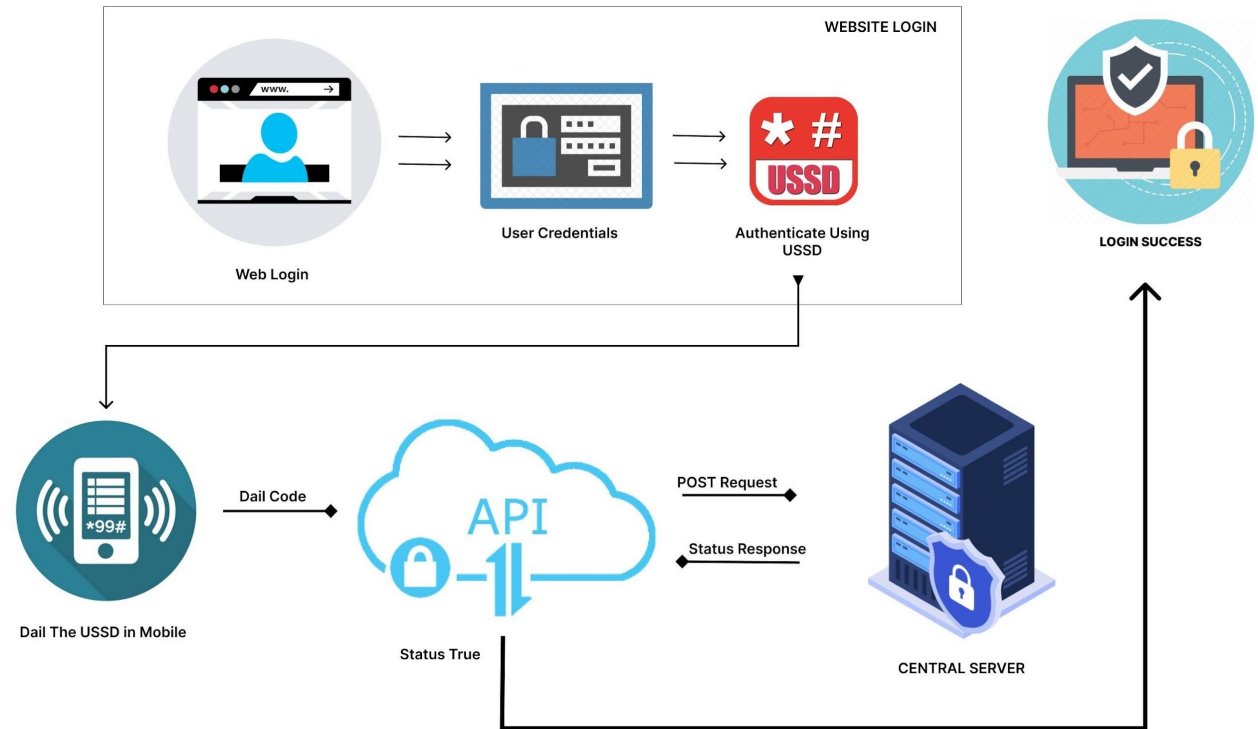 WEBSITE LOGIN
www.
* #
USSD
Web Login
User Credentials
Authenticate Using
USSD
LOGIN SUCCESS
*99#
Dail The USSD in Mobile
Dail Code
API
Status True
POST Request
Status Response
CENTRAL SERVER